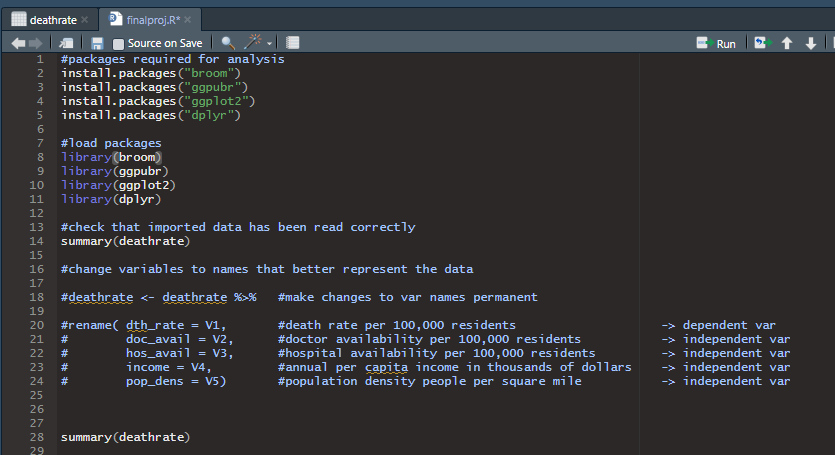 deathrate finalproj.R*
Source on Save Run
1 #packages required for analysis
2 install.packages("broom")
3 install.packages("ggpubr")
4 install.packages("ggplot2")
5 install.packages("dplyr")
6
7 #load packages
8 library(broom)
9 library(ggpubr)
10 library(ggplot2)
11 library(dplyr)
12
13 #check that imported data has been read correctly
14 summary(deathrate)
15
16 #change variables to names that better represent the data
17
18 #deathrate <- deathrate %>% #make changes to var names permanent
19
20 #rename( dth_rate = V1, #death rate per 100,000 residents -> dependent var
21 # doc_avail = V2, #doctor availability per 100,000 residents -> independent var
22 # hos_avail = V3, #hospital availability per 100,000 residents -> independent var
23 # income = V4, #annual per capita income in thousands of dollars -> independent var
24 # pop_dens = V5) #population density people per square mile -> independent var
25
26
27
28 summary(deathrate)
29